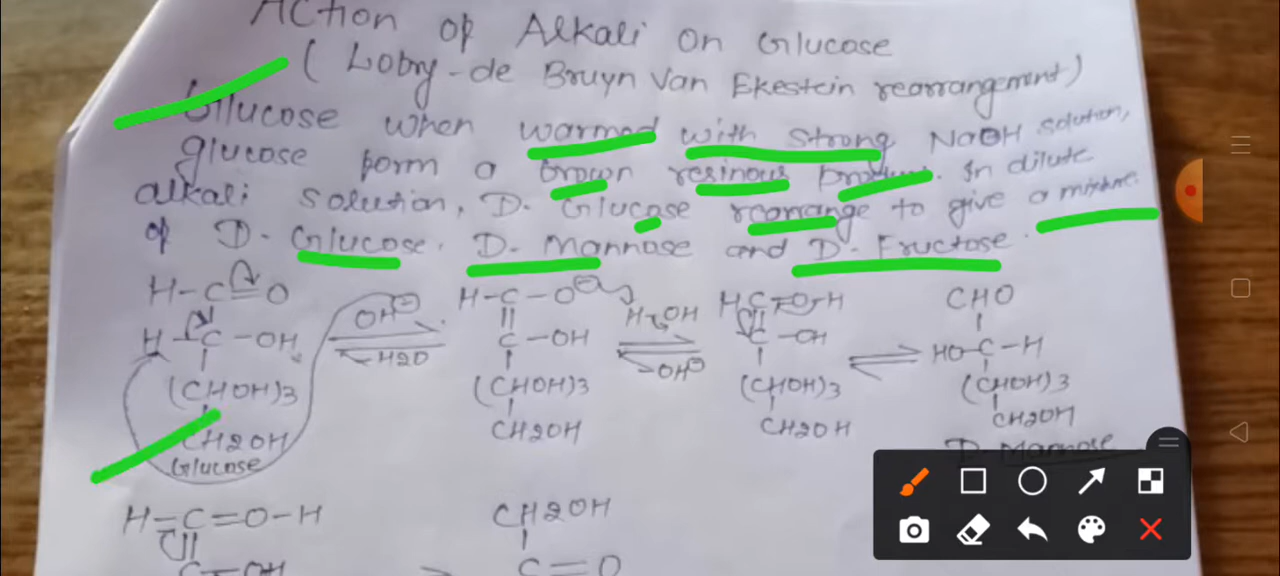 Action of Alkali on Glucose
( Lobry-de Bruyn Van Ekestein rearrangement)
Glucose when warmed with strong NaOH solution,
glucose form a brown resinous product. In dilute
alkali solution, D. Glucose rearrange to give a mixture
of D-Glucose. D-Mannose and D-Fructose.
H-C=O
H-C-OH
(CHOH)3
CH2OH
Glucose
OH⊖
H2O
H-C-O⊖
||
C-OH
(CHOH)3
CH2OH
H-OH
OH⊖
H-C-O-H
C-OH
(CHOH)3
CH2OH
CHO
HO-C-H
(CHOH)3
CH2OH
D-Mannose
H-C=O-H
C-OH
CH2OH
C=O